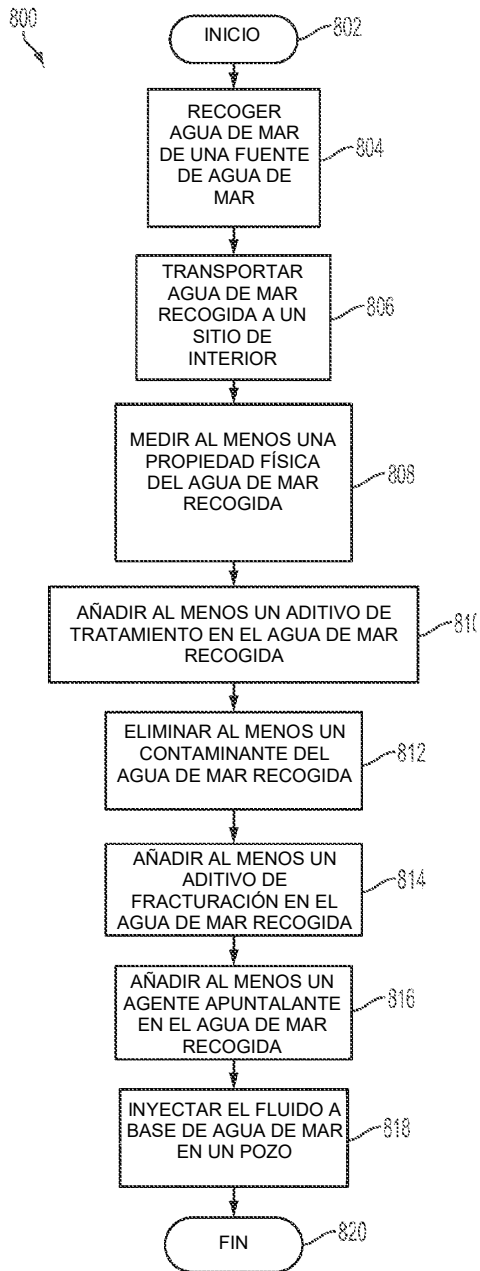 800
INICIO
802
RECOGER
AGUA DE MAR
DE UNA FUENTE
DE AGUA DE
MAR
804
TRANSPORTAR
AGUA DE MAR
RECOGIDA A UN
SITIO DE
INTERIOR
806
MEDIR AL MENOS UNA
PROPIEDAD FÍSICA
DEL AGUA DE MAR
RECOGIDA
808
AÑADIR AL MENOS UN ADITIVO DE
TRATAMIENTO EN EL AGUA DE MAR
RECOGIDA
810
ELIMINAR AL MENOS UN
CONTAMINANTE DEL
AGUA DE MAR RECOGIDA
812
AÑADIR AL MENOS UN
ADITIVO DE
FRACTURACIÓN EN EL
AGUA DE MAR RECOGIDA
814
AÑADIR AL MENOS UN
AGENTE APUNTALANTE
EN EL AGUA DE MAR
RECOGIDA
816
INYECTAR EL FLUIDO A
BASE DE AGUA DE MAR
EN UN POZO
818
FIN
820